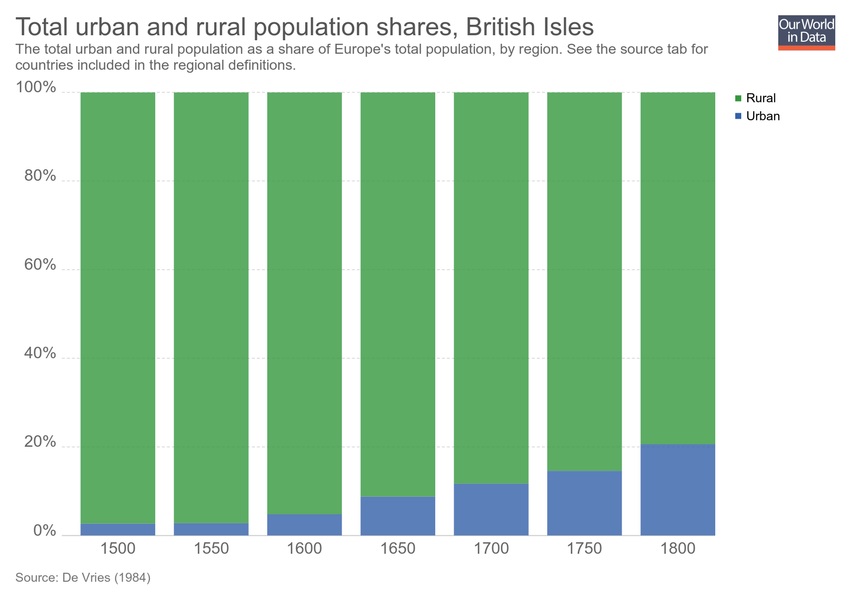 Total urban and rural population shares, British Isles
Our World
in Data
The total urban and rural population as a share of Europe's total population, by region. See the source tab for
countries included in the regional definitions.
100%
80%
60%
40%
20%
0%
Rural
Urban
1500 1550 1600 1650 1700 1750 1800
Source: De Vries (1984)